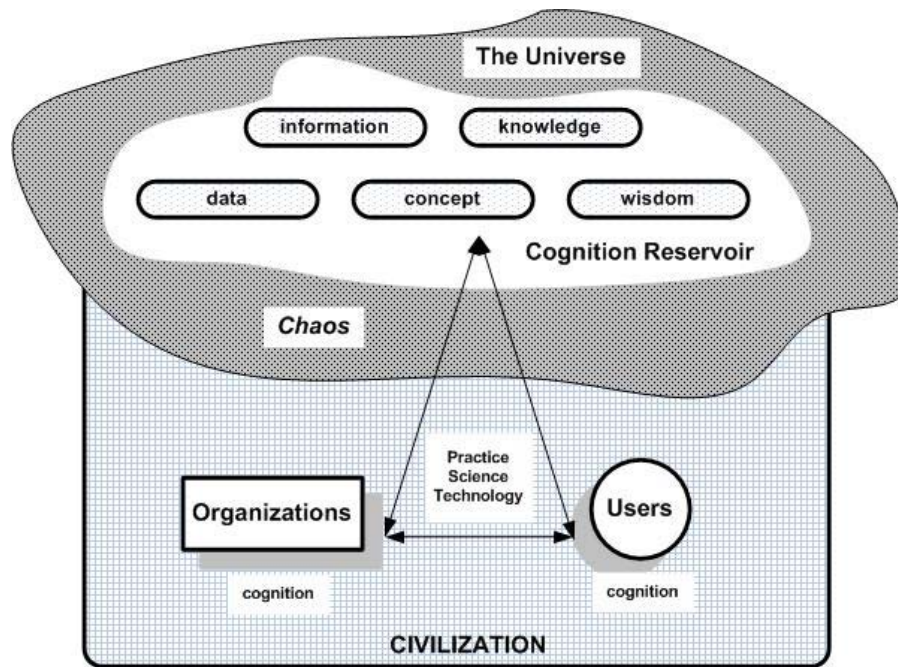 The Universe
information
knowledge
data
concept
wisdom
Cognition Reservoir
Chaos
Practice
Science
Technology
Organizations
Users
cognition
cognition
CIVILIZATION